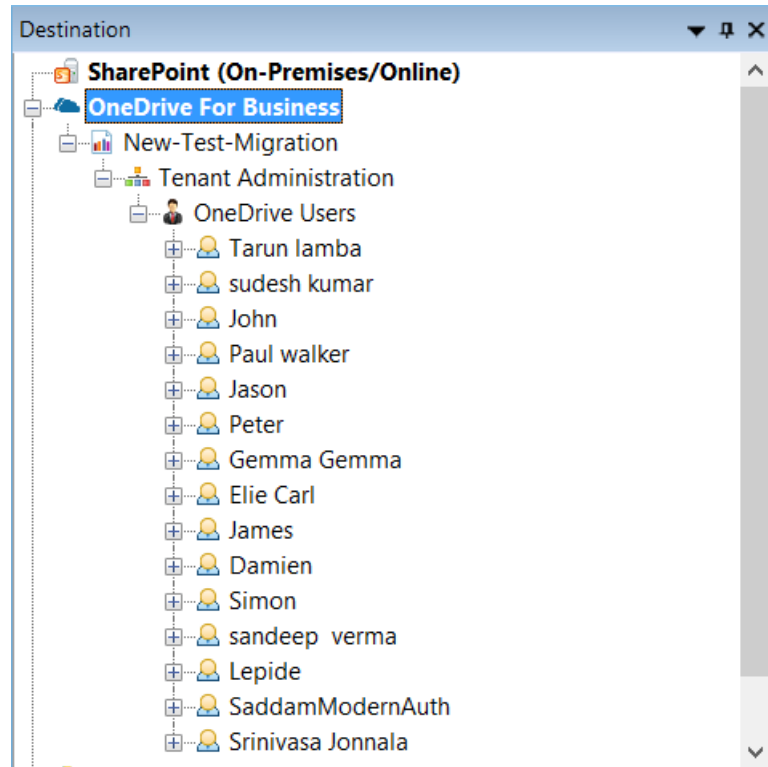 Destination
SharePoint (On-Premises/Online)
OneDrive For Business
New-Test-Migration
Tenant Administration
OneDrive Users
Tarun lamba
sudesh kumar
John
Paul walker
Jason
Peter
Gemma Gemma
Elie Carl
James
Damien
Simon
sandeep  verma
Lepide
SaddamModernAuth
Srinivasa Jonnala